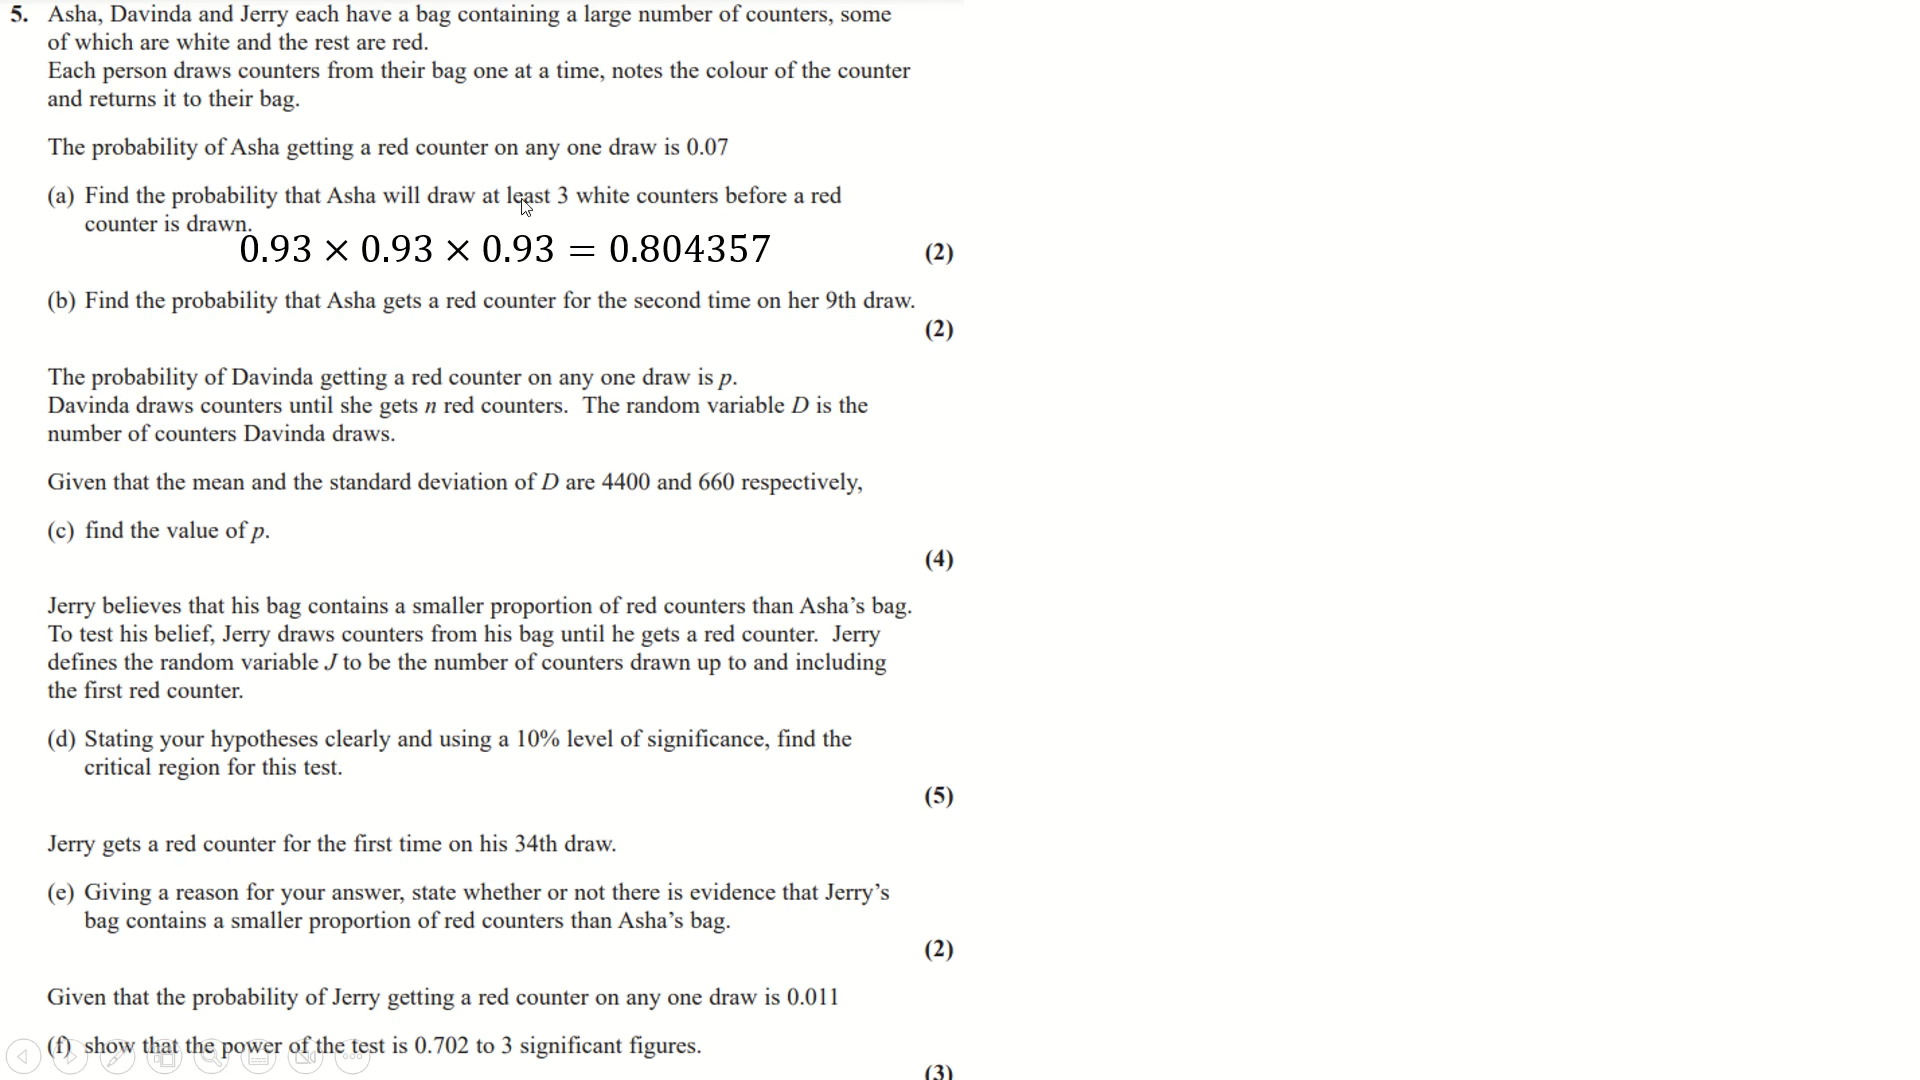 5. Asha, Davinda and Jerry each have a bag containing a large number of counters, some
of which are white and the rest are red.
Each person draws counters from their bag one at a time, notes the colour of the counter
and returns it to their bag.
The probability of Asha getting a red counter on any one draw is 0.07
(a) Find the probability that Asha will draw at least 3 white counters before a red
counter is drawn.
0.93 × 0.93 × 0.93 = 0.804357
(2)
(b) Find the probability that Asha gets a red counter for the second time on her 9th draw.
(2)
The probability of Davinda getting a red counter on any one draw is p.
Davinda draws counters until she gets n red counters. The random variable D is the
number of counters Davinda draws.
Given that the mean and the standard deviation of D are 4400 and 660 respectively,
(c) find the value of p.
(4)
Jerry believes that his bag contains a smaller proportion of red counters than Asha’s bag.
To test his belief, Jerry draws counters from his bag until he gets a red counter. Jerry
defines the random variable J to be the number of counters drawn up to and including
the first red counter.
(d) Stating your hypotheses clearly and using a 10% level of significance, find the
critical region for this test.
(5)
Jerry gets a red counter for the first time on his 34th draw.
(e) Giving a reason for your answer, state whether or not there is evidence that Jerry’s
bag contains a smaller proportion of red counters than Asha’s bag.
(2)
Given that the probability of Jerry getting a red counter on any one draw is 0.011
(f) show that the power of the test is 0.702 to 3 significant figures.
(3)